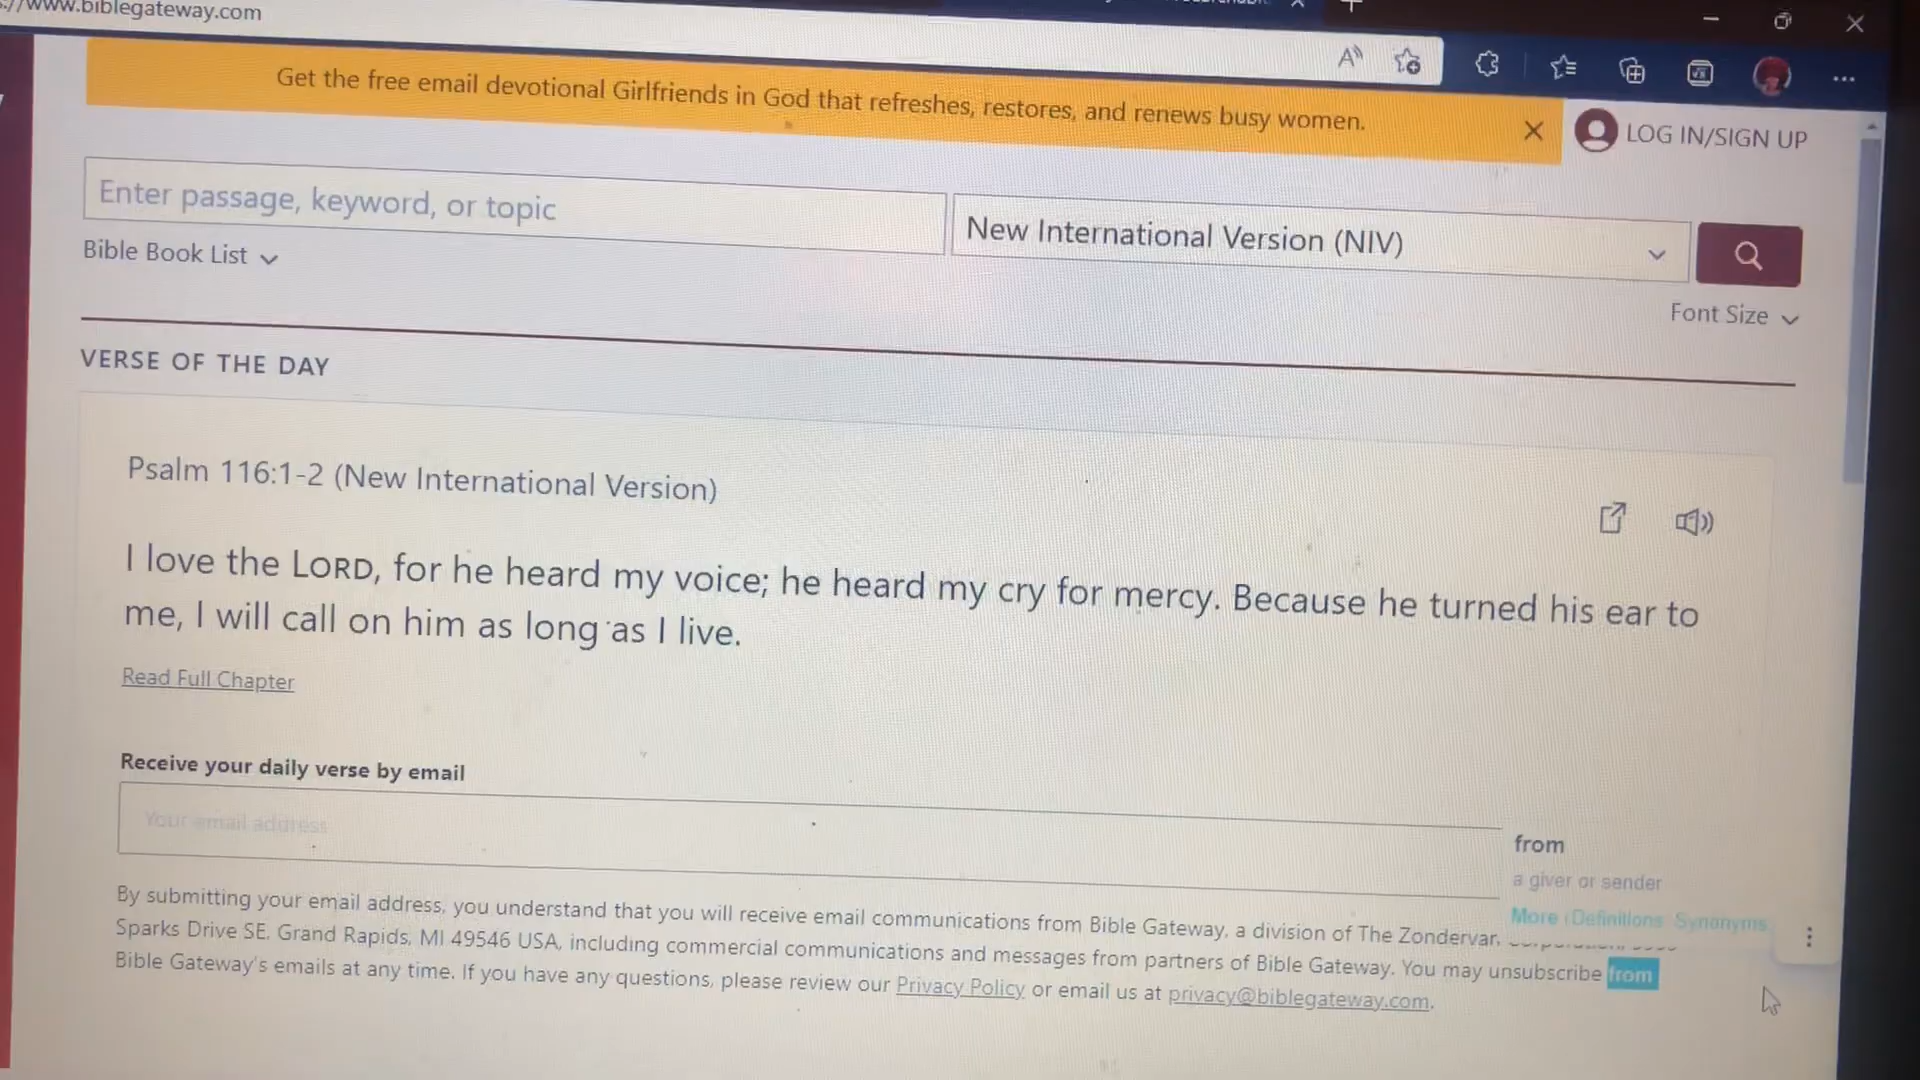 www.biblegateway.com
Get the free email devotional Girlfriends in God that refreshes, restores, and renews busy women.
LOG IN/SIGN UP
Enter passage, keyword, or topic
New International Version (NIV)
Bible Book List
Font Size
VERSE OF THE DAY
Psalm 116:1-2 (New International Version)
I love the LORD, for he heard my voice; he heard my cry for mercy. Because he turned his ear to
me, I will call on him as long as I live.
Read Full Chapter
Receive your daily verse by email
Your email address
from
a giver or sender
More Definitions Synonyms
By submitting your email address, you understand that you will receive email communications from Bible Gateway, a division of The Zondervan
Sparks Drive SE, Grand Rapids, MI 49546 USA, including commercial communications and messages from partners of Bible Gateway. You may unsubscribe from
Bible Gateway's emails at any time. If you have any questions, please review our Privacy Policy or email us at privacy@biblegateway.com.